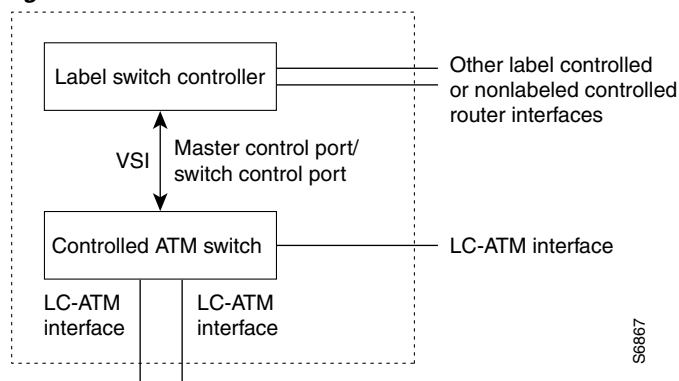 Label switch controller
Other label controlled
or nonlabeled controlled
router interfaces
VSI
Master control port/
switch control port
Controlled ATM switch
LC-ATM interface
LC-ATM
interface
LC-ATM
interface
S6867